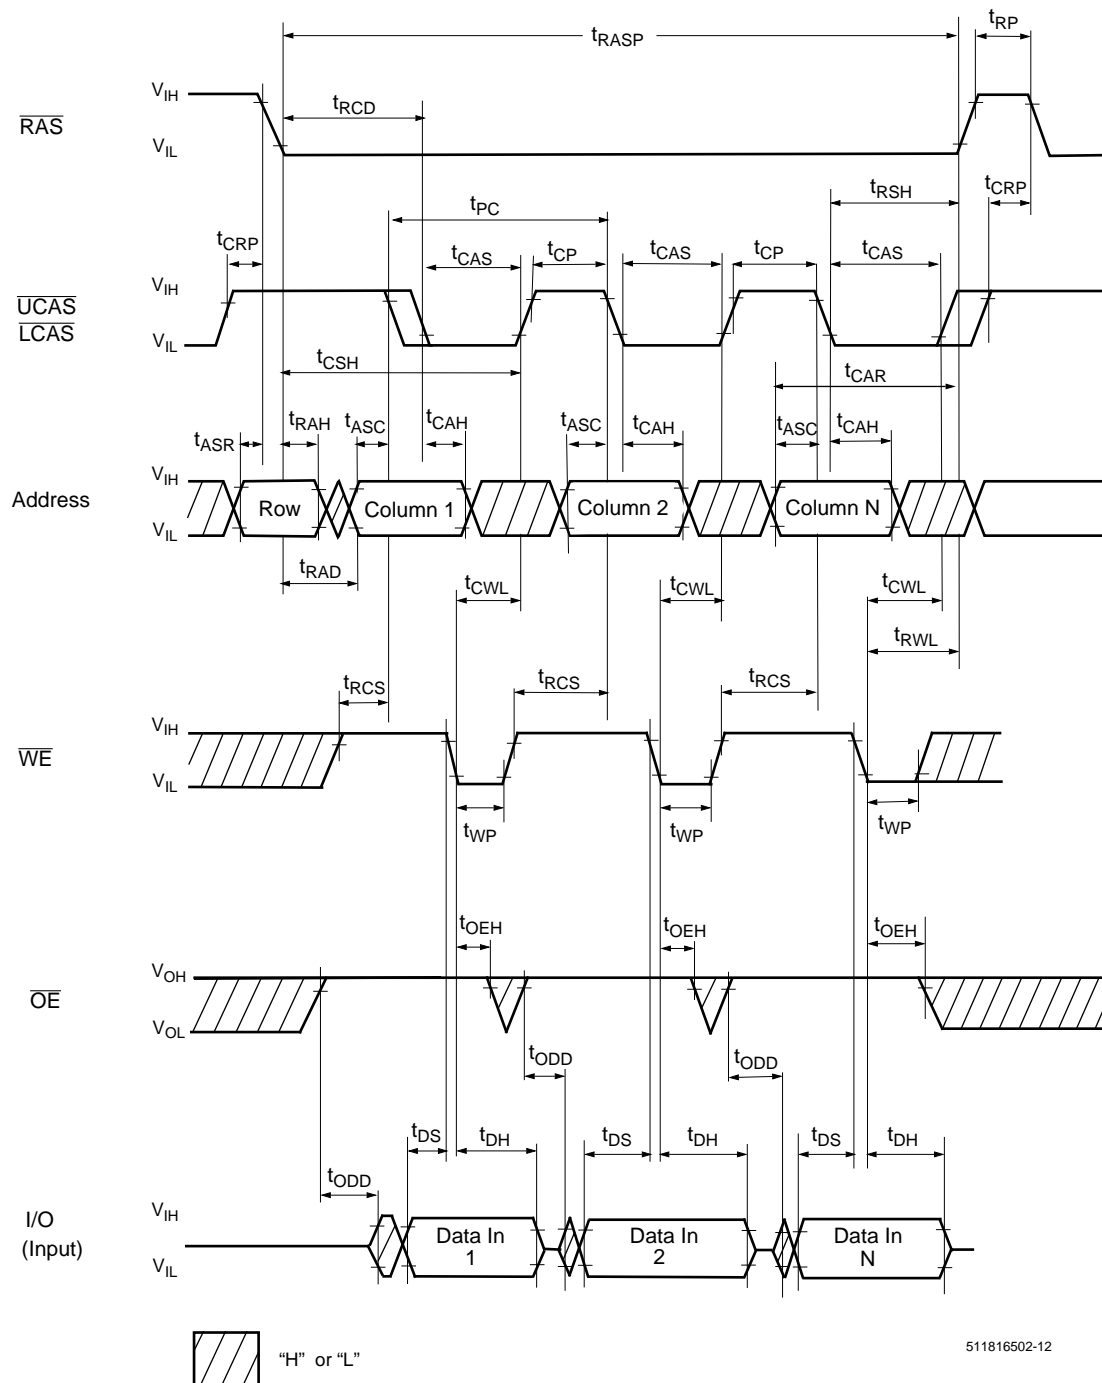 tRASP
tRP
VIH
RAS
VIL
tRCD
tRSH
tCRP
tPC
tCRP
tCAS
tCP
tCAS
tCP
tCAS
VIH
UCAS
LCAS
VIL
tCSH
tCAR
tASR
tRAH
tASC
tCAH
tASC
tCAH
tASC
tCAH
VIH
Address
Row
Column 1
Column 2
Column N
VIL
tRAD
tCWL
tCWL
tCWL
tRWL
tRCS
tRCS
tRCS
VIH
WE
VIL
tWP
tWP
tWP
tOEH
tOEH
tOEH
VOH
OE
VOL
tODD
tODD
tDS
tDH
tDS
tDH
tDS
tDH
tODD
VIH
I/O
(Input)
VIL
Data In
1
Data In
2
Data In
N
“H” or “L”
511816502-12